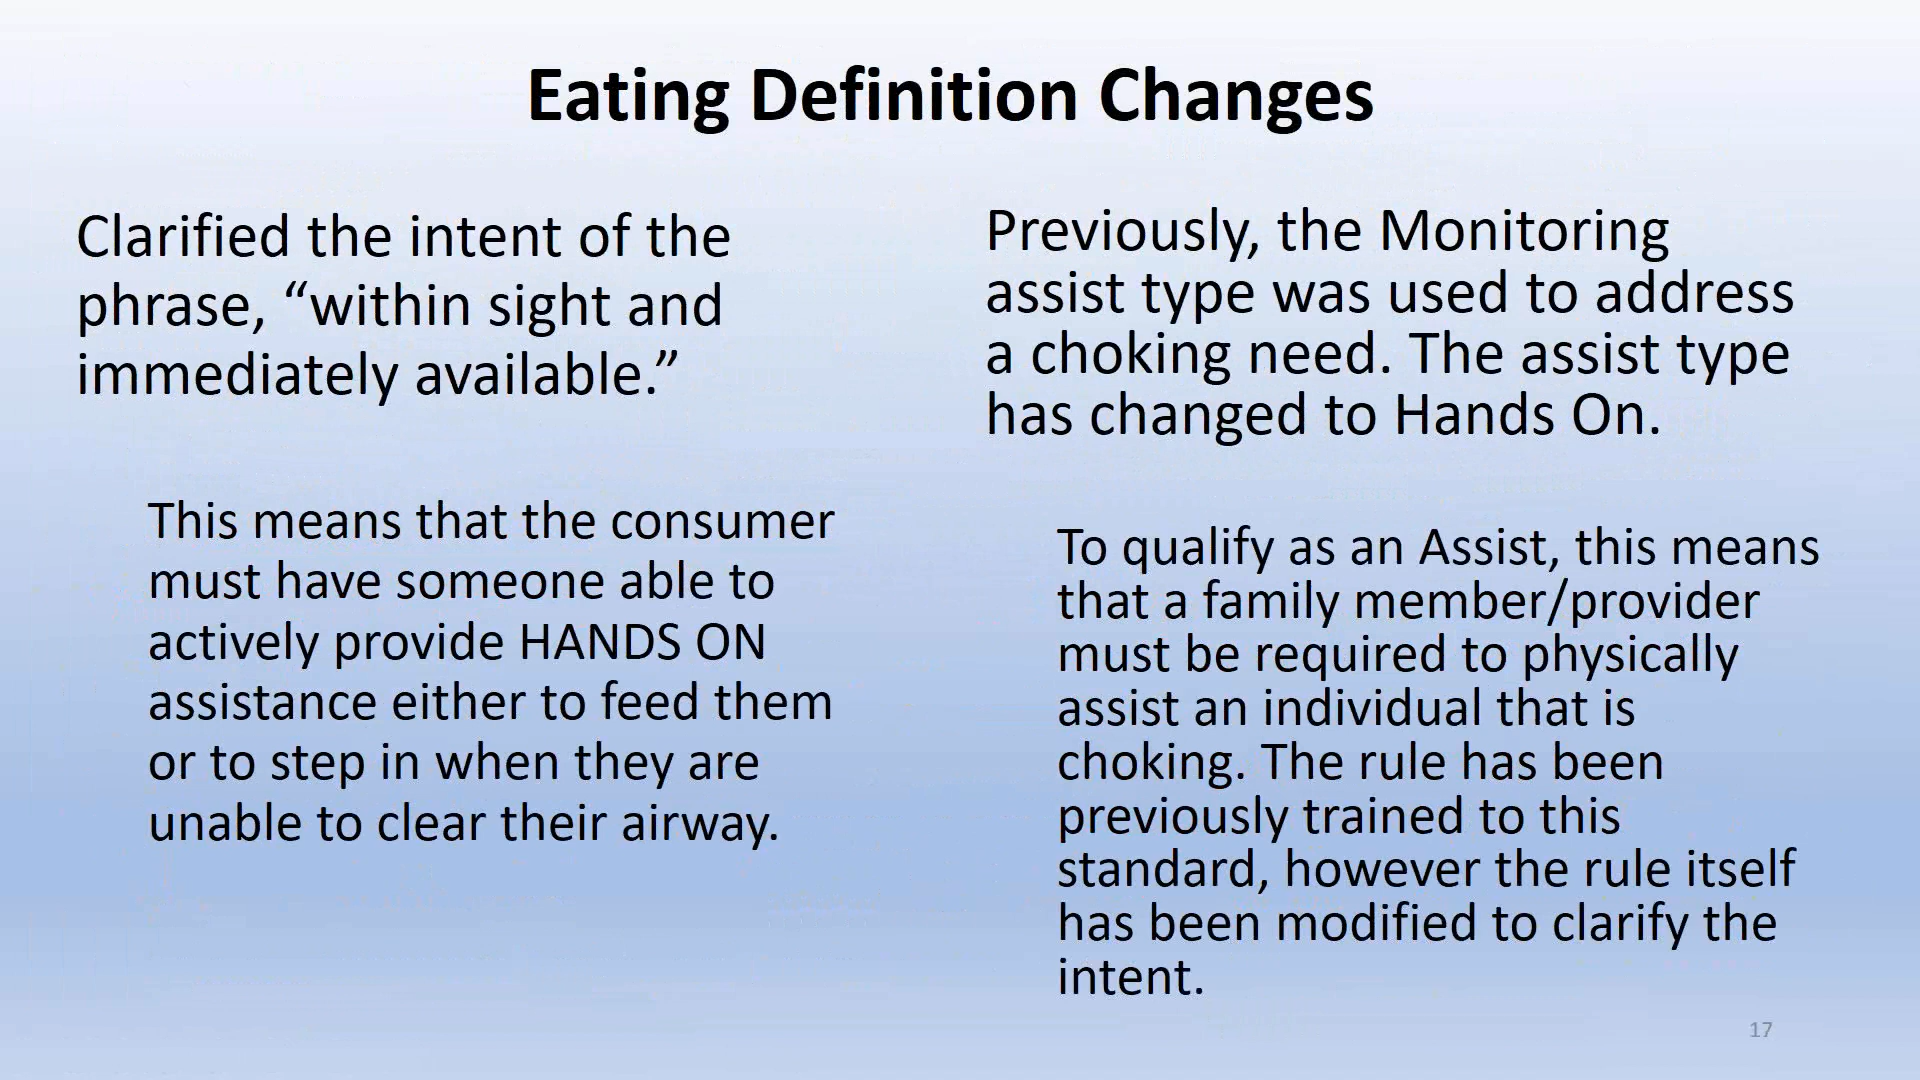 Eating Definition Changes
Clarified the intent of the
phrase, “within sight and
immediately available.”
This means that the consumer
must have someone able to
actively provide HANDS ON
assistance either to feed them
or to step in when they are
unable to clear their airway.
Previously, the Monitoring
assist type was used to address
a choking need. The assist type
has changed to Hands On.
To qualify as an Assist, this means
that a family member/provider
must be required to physically
assist an individual that is
choking. The rule has been
previously trained to this
standard, however the rule itself
has been modified to clarify the
intent.
17